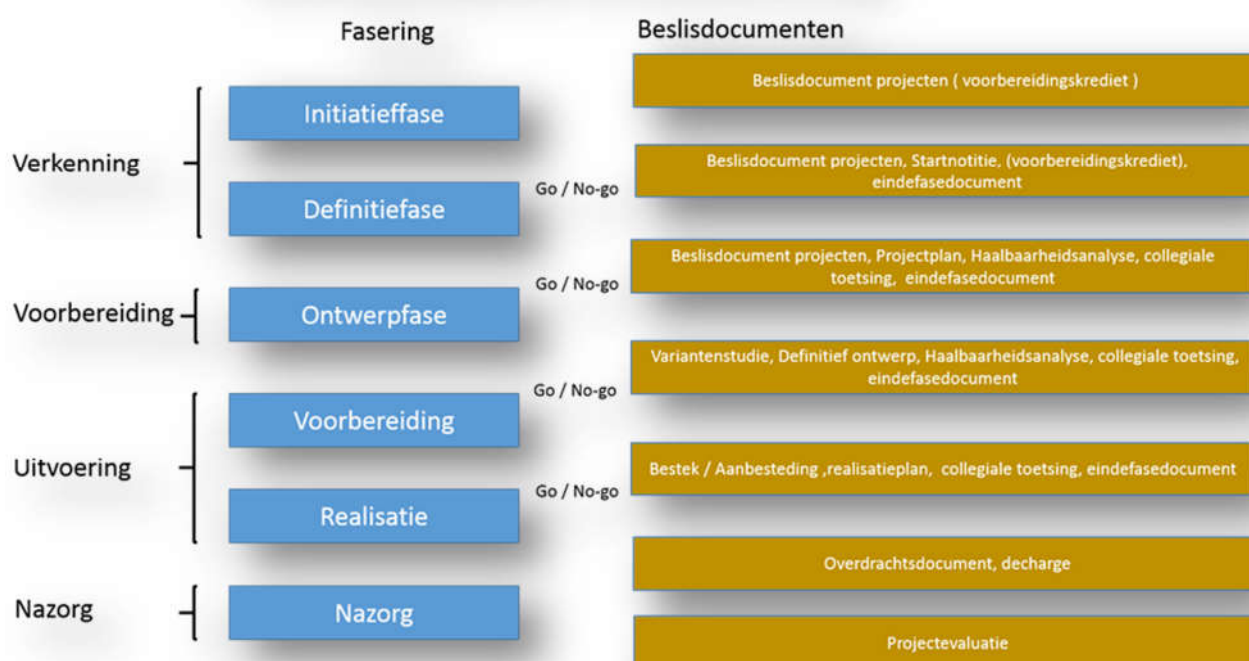 Fasering
Beslisdocumenten
Beslisdocument projecten ( voorbereidingskrediet )
Initiatieffase
Verkenning
Beslisdocument projecten, Startnotitie, (voorbereidingskrediet),
eindefasedocument
Go / No-go
Definitiefase
Beslisdocument projecten, Projectplan, Haalbaarheidsanalyse, collegiale
toetsing, eindefasedocument
Go / No-go
Voorbereiding
Ontwerpfase
Variantenstudie, Definitief ontwerp, Haalbaarheidsanalyse, collegiale toetsing,
eindefasedocument
Go / No-go
Voorbereiding
Uitvoering
Bestek / Aanbesteding ,realisatieplan, collegiale toetsing, eindefasedocument
Go / No-go
Realisatie
Overdrachtsdocument, decharge
Nazorg
Nazorg
Projectevaluatie